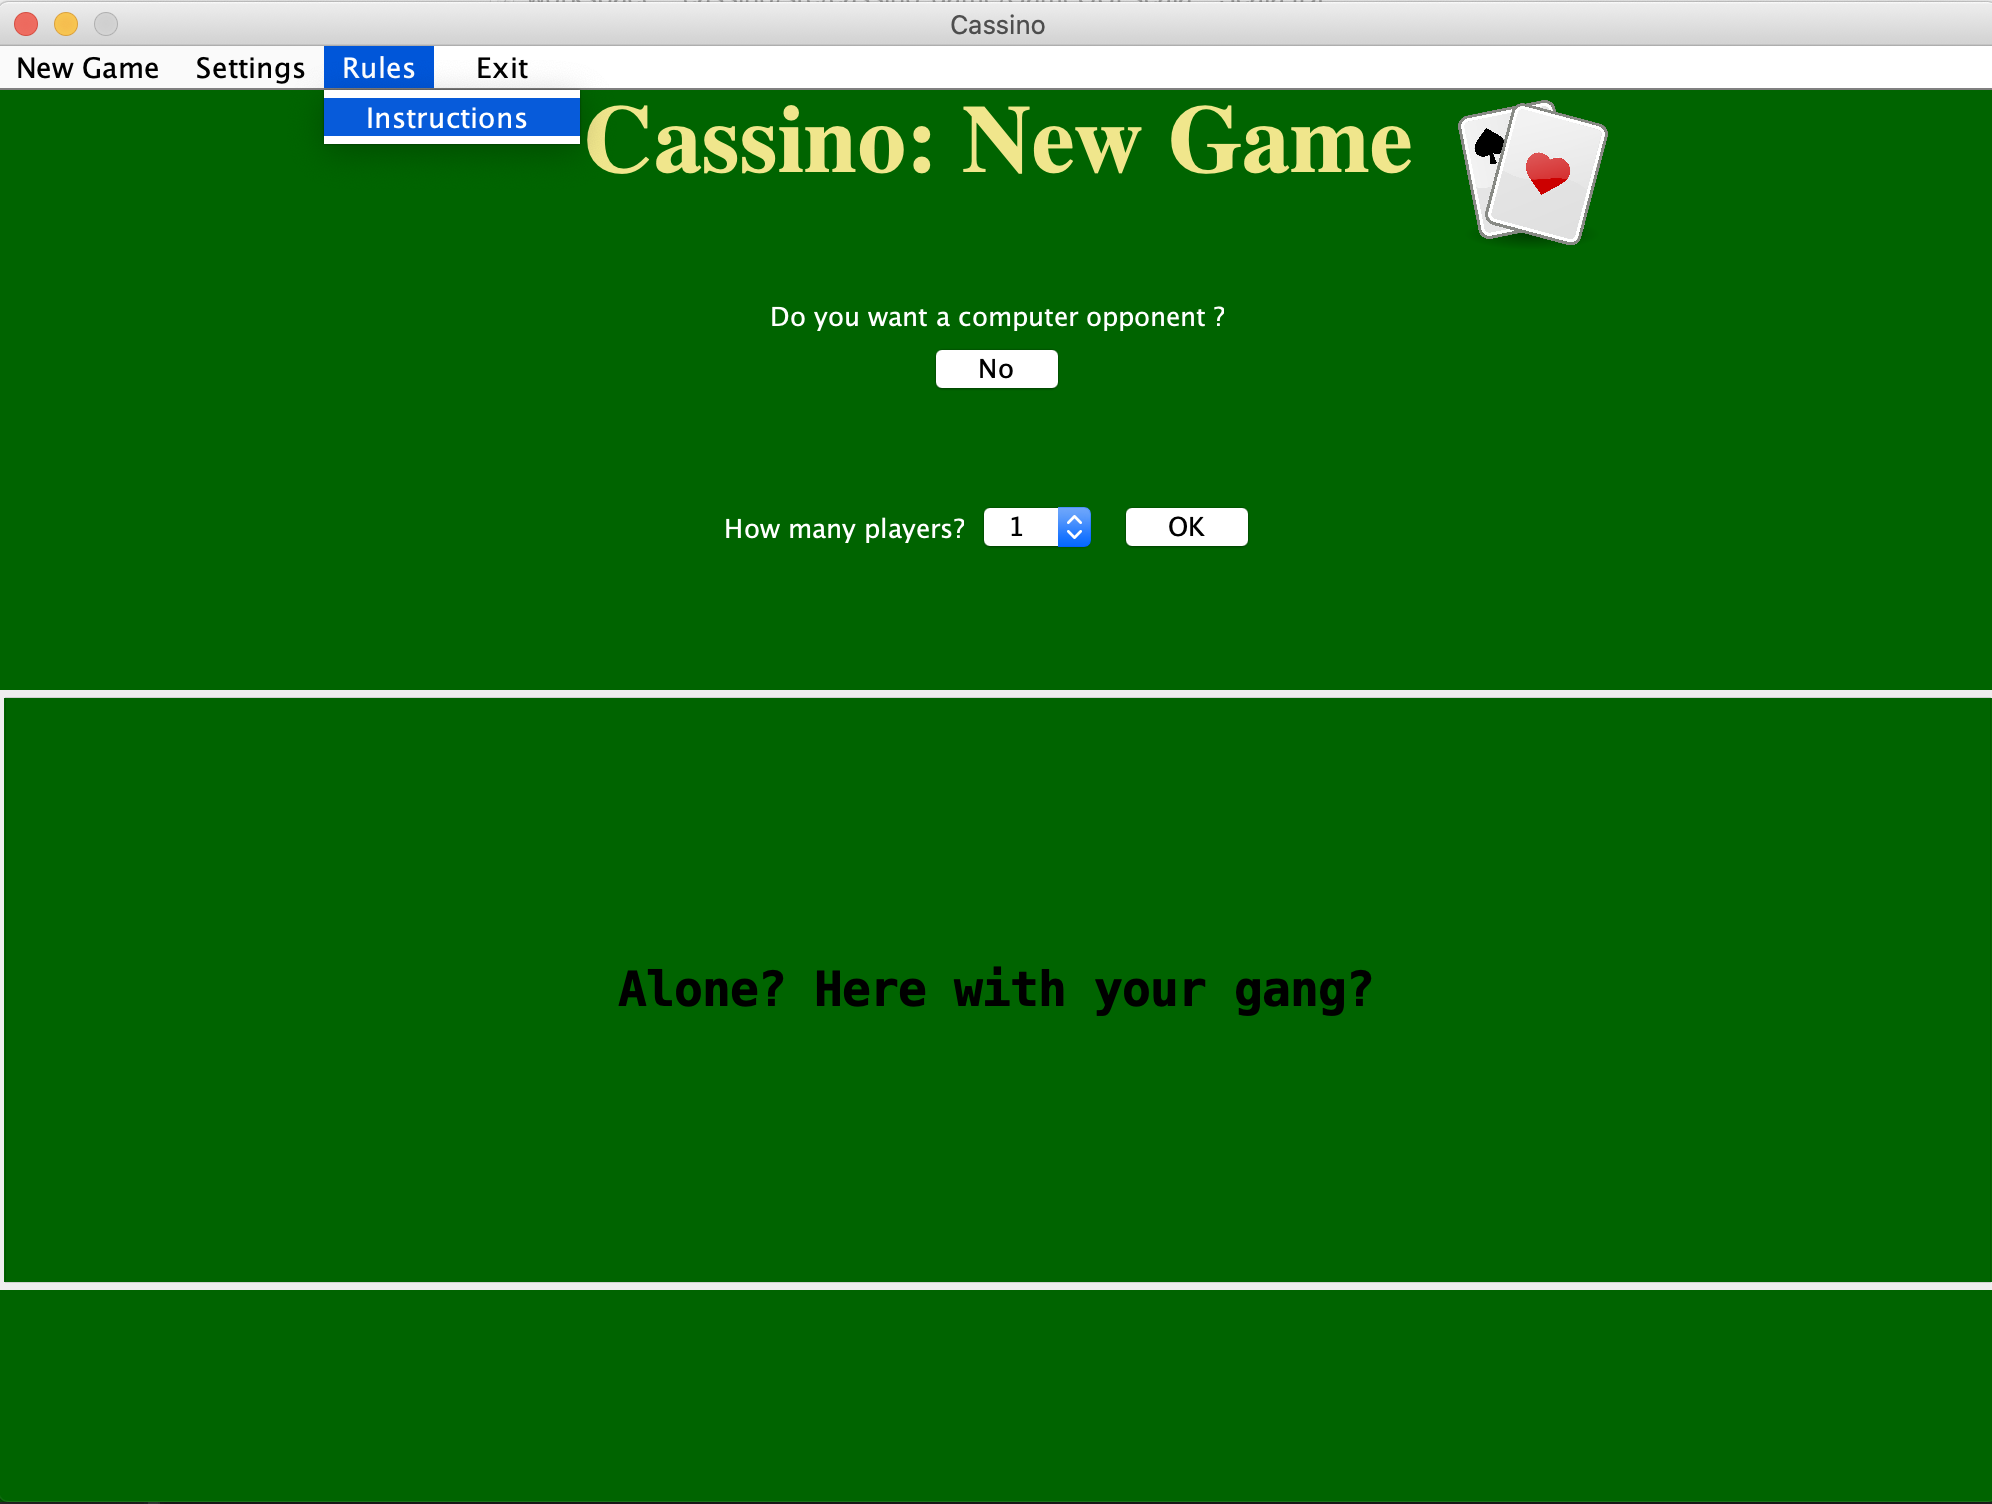 Cassino
New Game Settings Rules Exit
Instructions
Cassino: New Game
Do you want a computer opponent ?
No
How many players? 1 OK
Alone? Here with your gang?